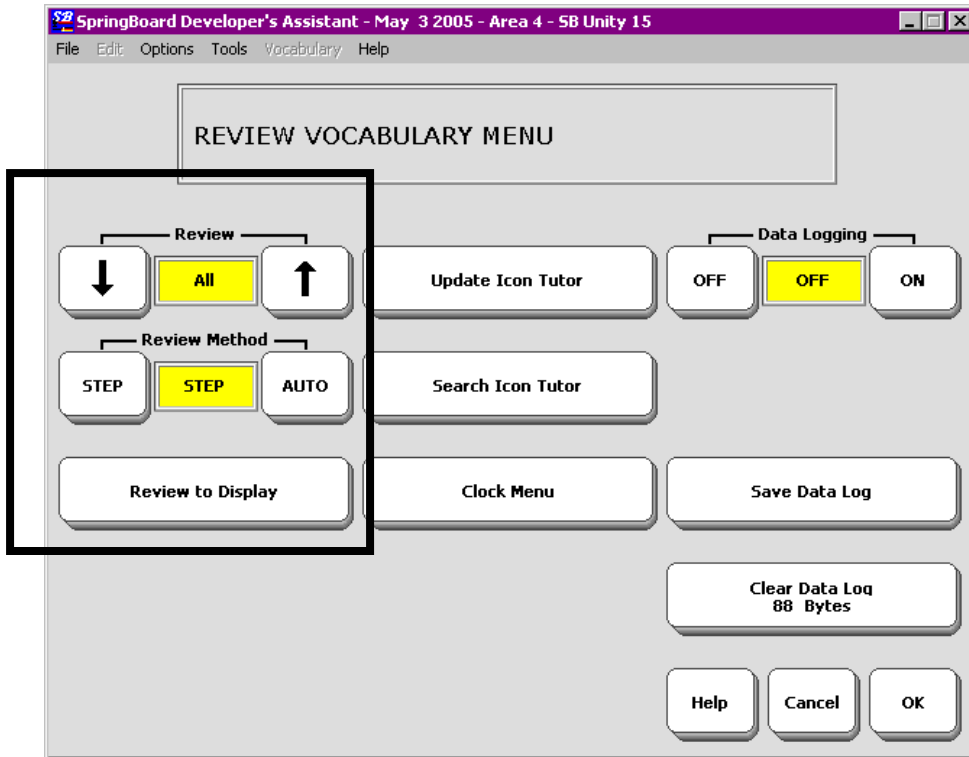 SB SpringBoard Developer's Assistant - May 3 2005 - Area 4 - SB Unity 15
File Edit Options Tools Vocabulary Help
REVIEW VOCABULARY MENU
Review Data Logging
All Update Icon Tutor OFF OFF ON
Review Method
STEP STEP AUTO Search Icon Tutor
Review to Display Clock Menu Save Data Log
Clear Data Log
88 Bytes
Help Cancel OK